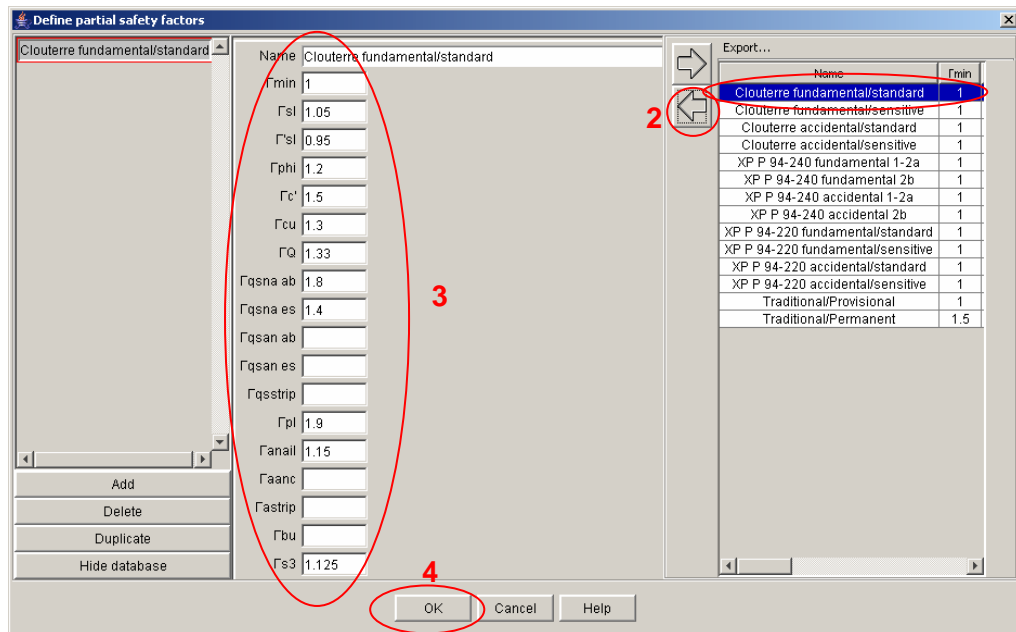 Define partial safety factors
Clouterre fundamental/standard
Add
Delete
Duplicate
Hide database
Name Clouterre fundamental/standard
Γmin 1
Γsl 1.05
Γ'sl 0.95
Γphi 1.2
Γc' 1.5
Γcu 1.3
ΓQ 1.33
Γqsna ab 1.8
Γqsna es 1.4
Γqsan ab
Γqsan es
Γqsstrip
Γpl 1.9
Γanail 1.15
Γaanc
Γastrip
Γbu
Γs3 1.125
3
2
Export...
Name Γmin
Clouterre fundamental/standard 1
Clouterre fundamental/sensitive 1
Clouterre accidental/standard 1
Clouterre accidental/sensitive 1
XP P 94-240 fundamental 1-2a 1
XP P 94-240 fundamental 2b 1
XP P 94-240 accidental 1-2a 1
XP P 94-240 accidental 2b 1
XP P 94-220 fundamental/standard 1
XP P 94-220 fundamental/sensitive 1
XP P 94-220 accidental/standard 1
XP P 94-220 accidental/sensitive 1
Traditional/Provisional 1
Traditional/Permanent 1.5
4
OK Cancel Help